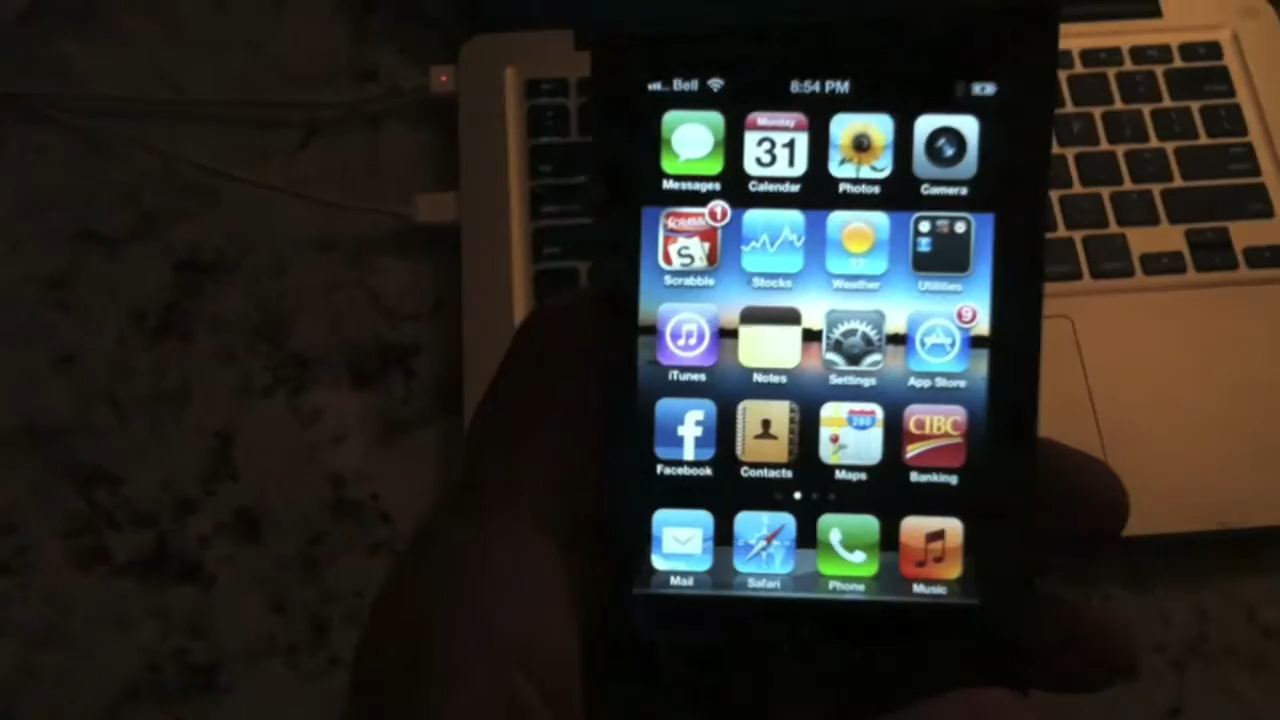 Bell 8:54 PM
Monday
31
Messages Calendar Photos Camera
1
SCRABBLE
S
Scrabble Stocks Weather Utilities
9
iTunes Notes Settings App Store
f
280
CIBC
Facebook Contacts Maps Banking
Mail Safari Phone Music